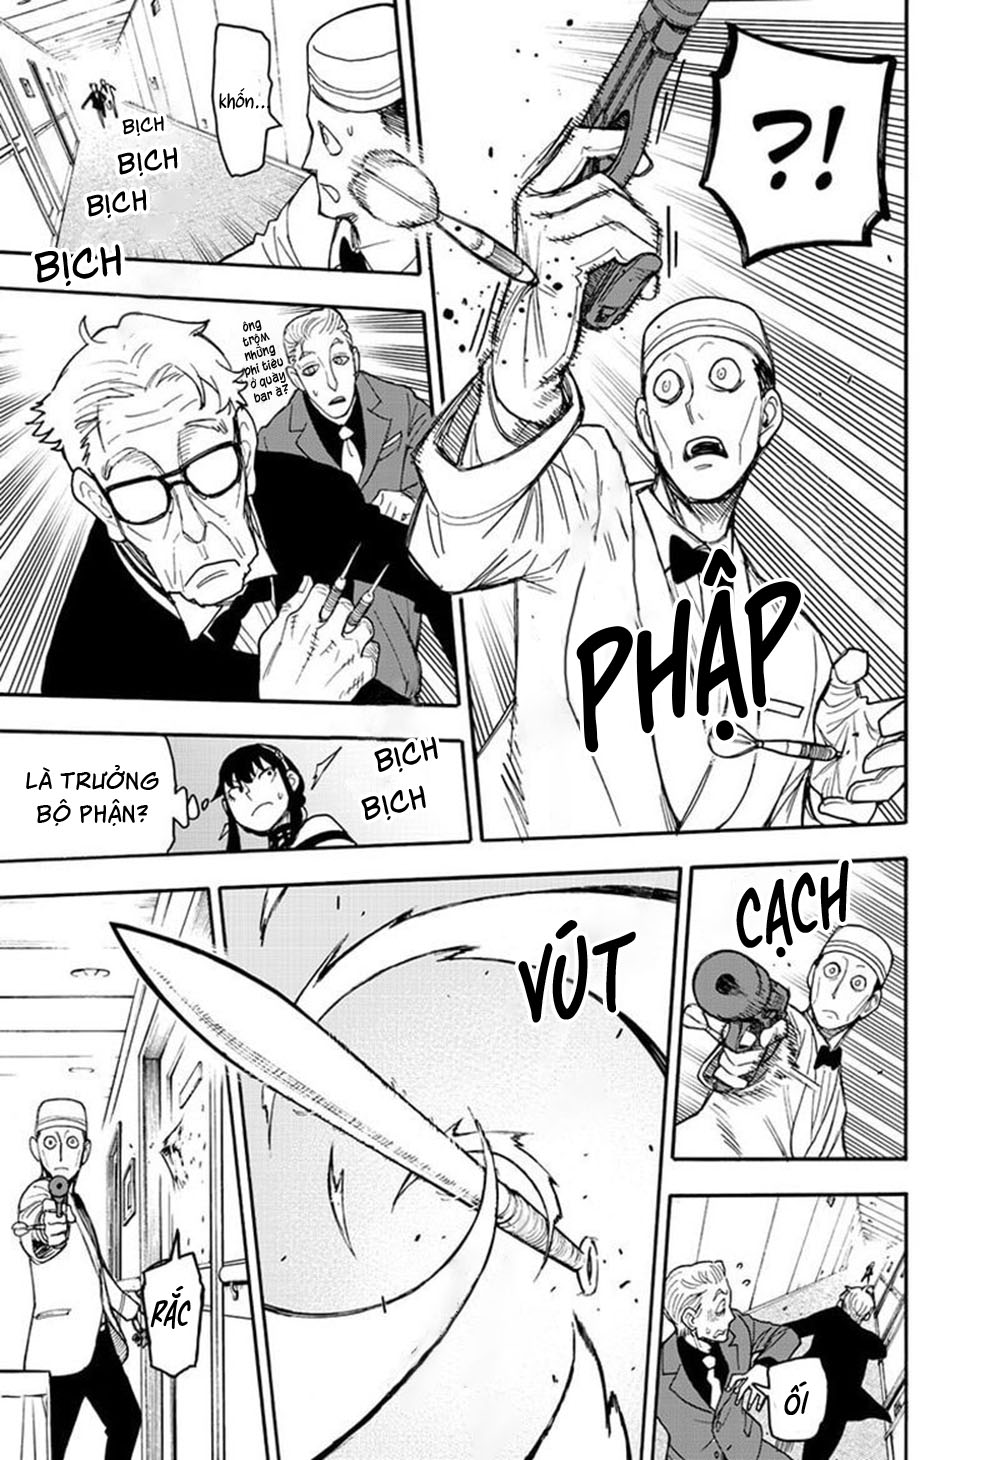 ?!
PHẬP
khốn...
BỊCH
BỊCH
BỊCH
BỊCH
ông
trộm
những
phi tiêu
ở quầy
bar à?
BỊCH
BỊCH
LÀ TRƯỞNG
BỘ PHẬN?
CẠCH
VÚT
ỐI
RẮC